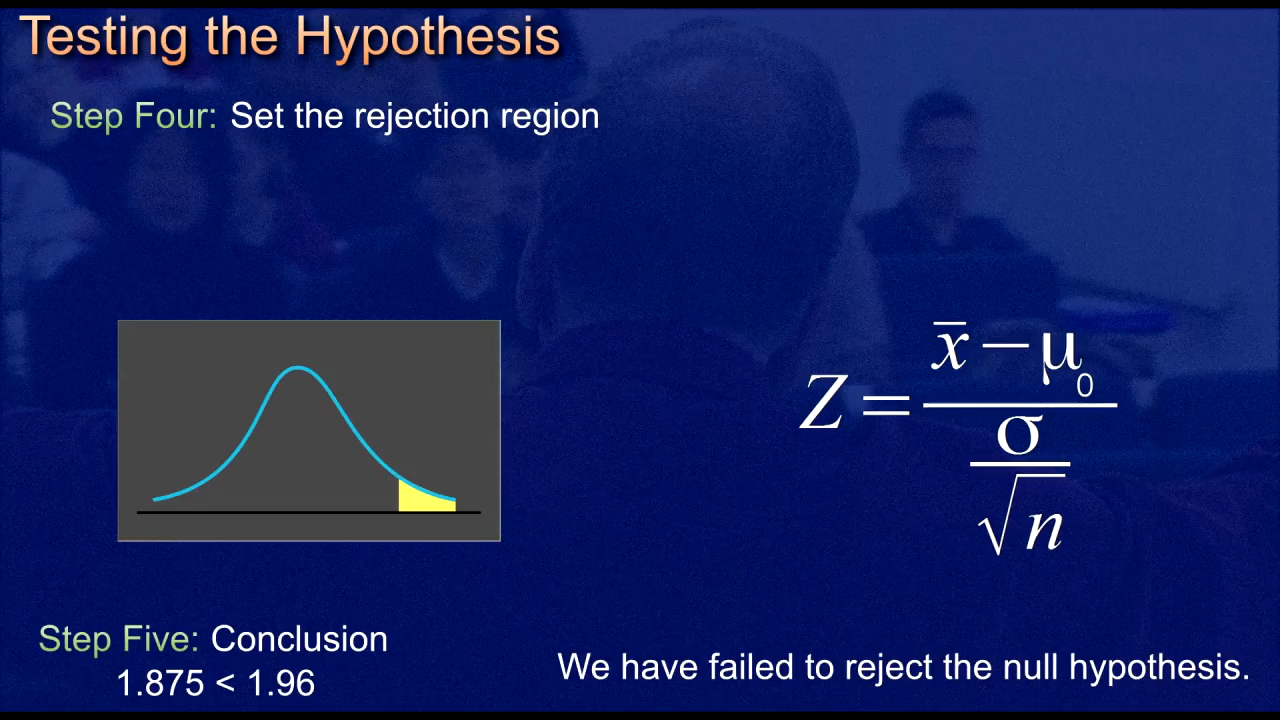 Testing the Hypothesis
Step Four: Set the rejection region
Z = x̄ − μ₀ / σ / √n
Step Five: Conclusion
1.875 < 1.96
We have failed to reject the null hypothesis.